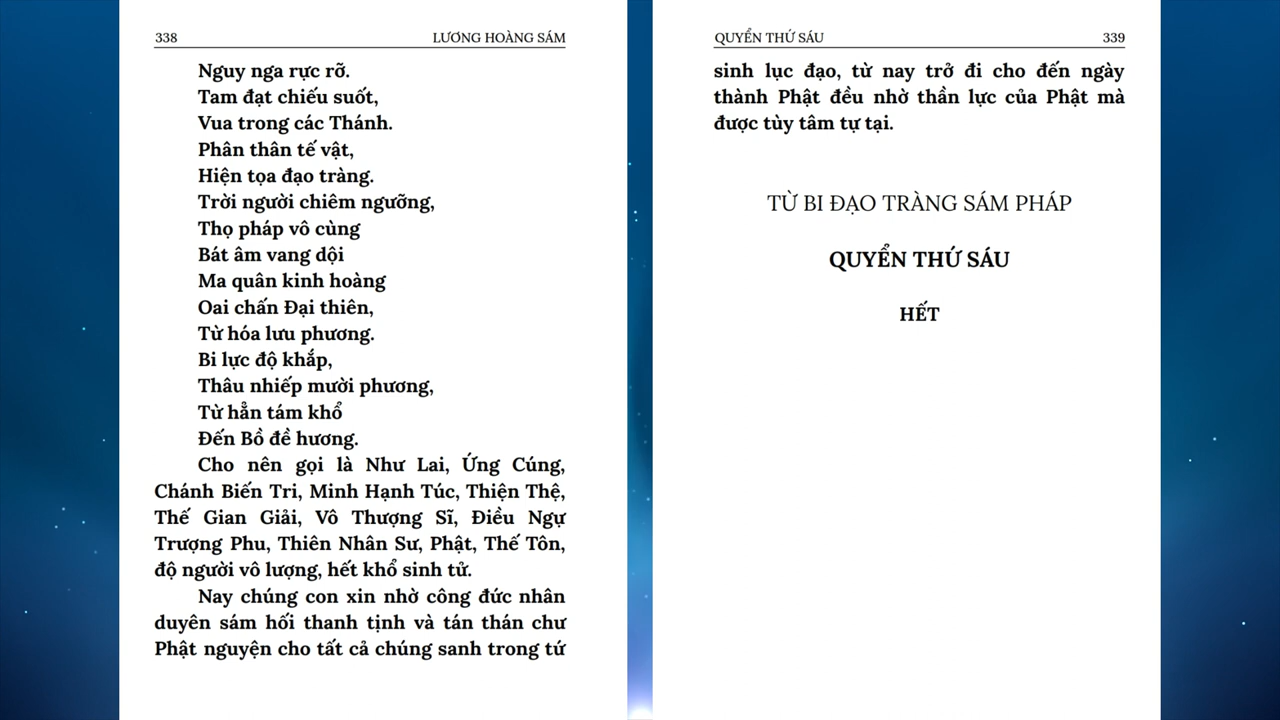 338 LƯƠNG HOÀNG SÁM
Nguy nga rực rỡ.
Tam đạt chiếu suốt,
Vua trong các Thánh.
Phân thân tế vật,
Hiện tọa đạo tràng.
Trời người chiêm ngưỡng,
Thọ pháp vô cùng
Bát âm vang dội
Ma quân kinh hoàng
Oai chấn Đại thiên,
Từ hóa lưu phương.
Bi lực độ khắp,
Thâu nhiếp mười phương,
Từ hẳn tám khổ
Đến Bồ đề hương.
Cho nên gọi là Như Lai, Ứng Cúng,
Chánh Biến Tri, Minh Hạnh Túc, Thiện Thệ,
Thế Gian Giải, Vô Thượng Sĩ, Điều Ngự
Trượng Phu, Thiên Nhân Sư, Phật, Thế Tôn,
độ người vô lượng, hết khổ sinh tử.
Nay chúng con xin nhờ công đức nhân
duyên sám hối thanh tịnh và tán thán chư
Phật nguyện cho tất cả chúng sanh trong tứ
QUYỂN THỨ SÁU 339
sinh lục đạo, từ nay trở đi cho đến ngày
thành Phật đều nhờ thần lực của Phật mà
được tùy tâm tự tại.
TỪ BI ĐẠO TRÀNG SÁM PHÁP
QUYỂN THỨ SÁU
HẾT